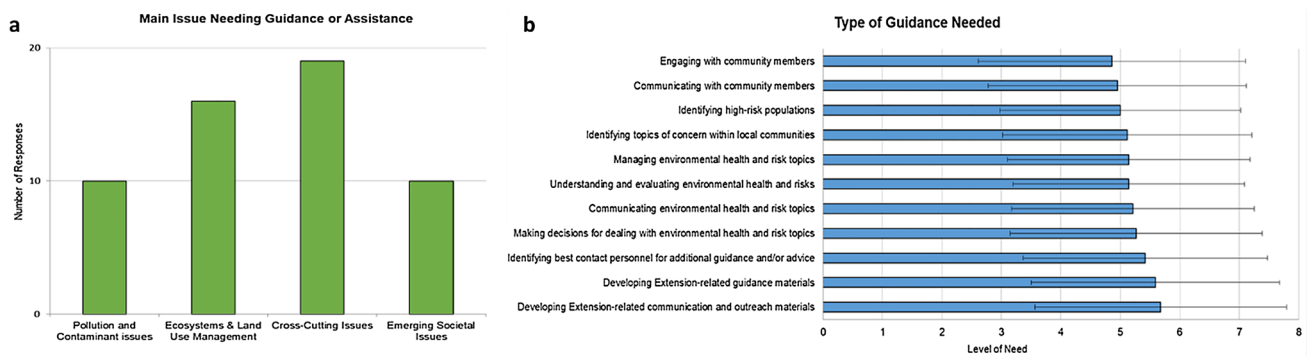 a
Main Issue Needing Guidance or Assistance
20
10
0
Number of Responses
Pollution and
Contaminant issues
Ecosystems & Land
Use Management
Cross-Cutting Issues
Emerging Societal
Issues
b
Type of Guidance Needed
Engaging with community members
Communicating with community members
Identifying high-risk populations
Identifying topics of concern within local communities
Managing environmental health and risk topics
Understanding and evaluating environmental health and risks
Communicating environmental health and risk topics
Making decisions for dealing with environmental health and risk topics
Identifying best contact personnel for additional guidance and/or advice
Developing Extension-related guidance materials
Developing Extension-related communication and outreach materials
0 1 2 3 4 5 6 7 8
Level of Need